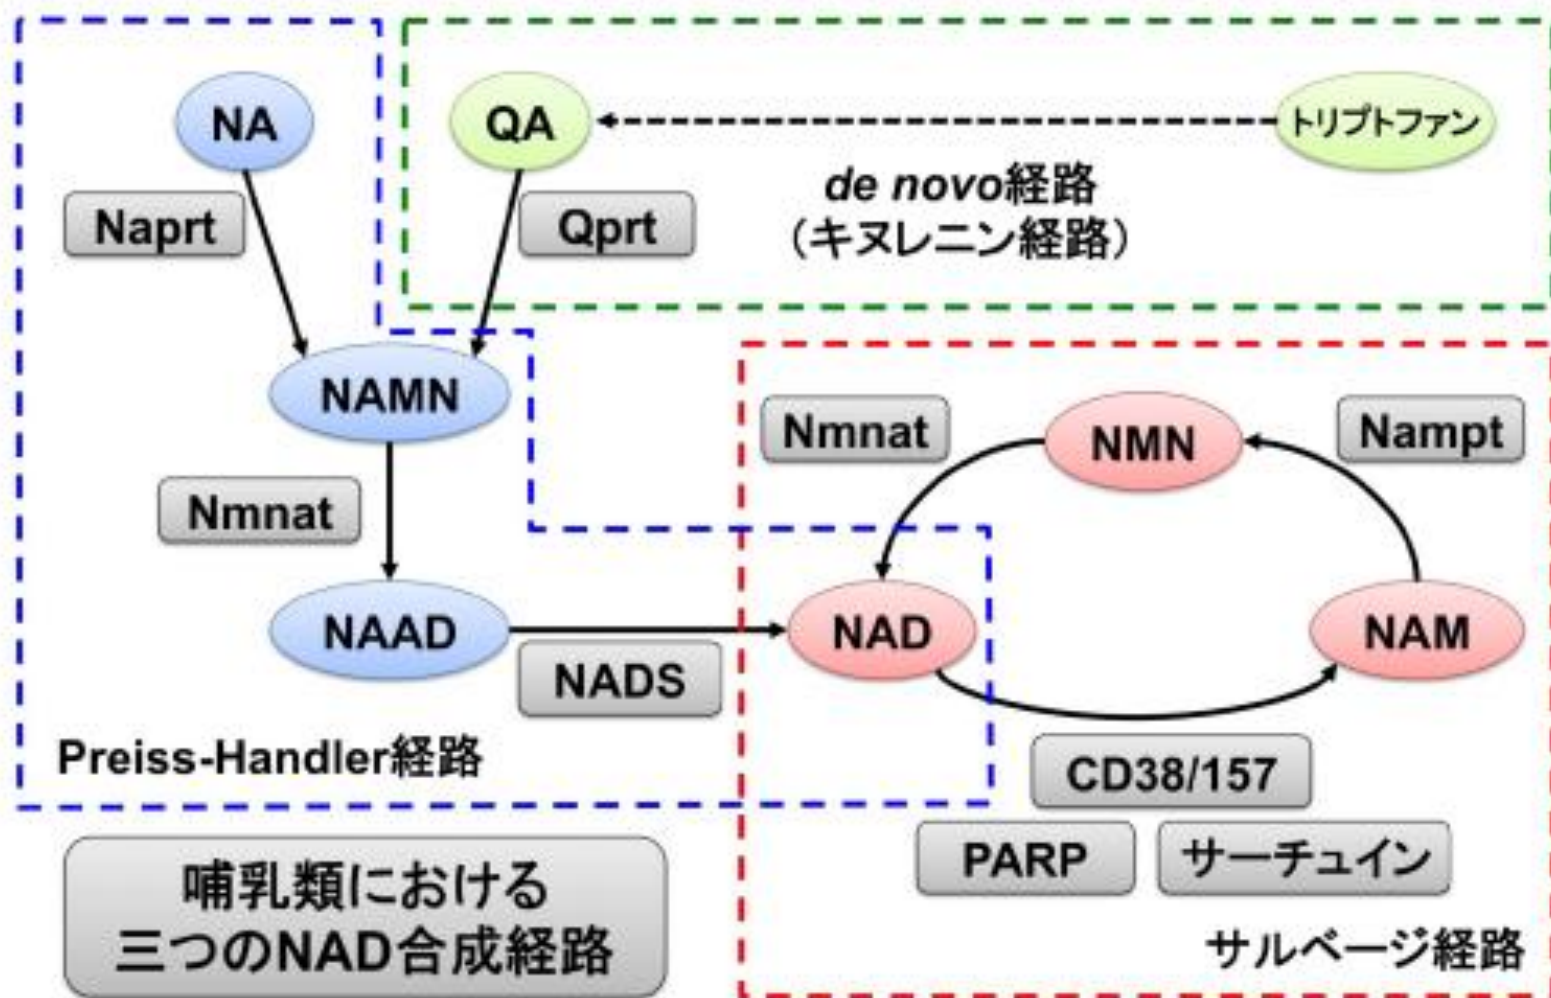 NA
QA
トリプトファン
Naprt
Qprt
de novo経路
（キヌレニン経路）
NAMN
Nmnat
NMN
Nampt
Nmnat
NAAD
NAD
NAM
NADS
Preiss-Handler経路
CD38/157
PARP
サーチュイン
哺乳類における
三つのNAD合成経路
サルベージ経路